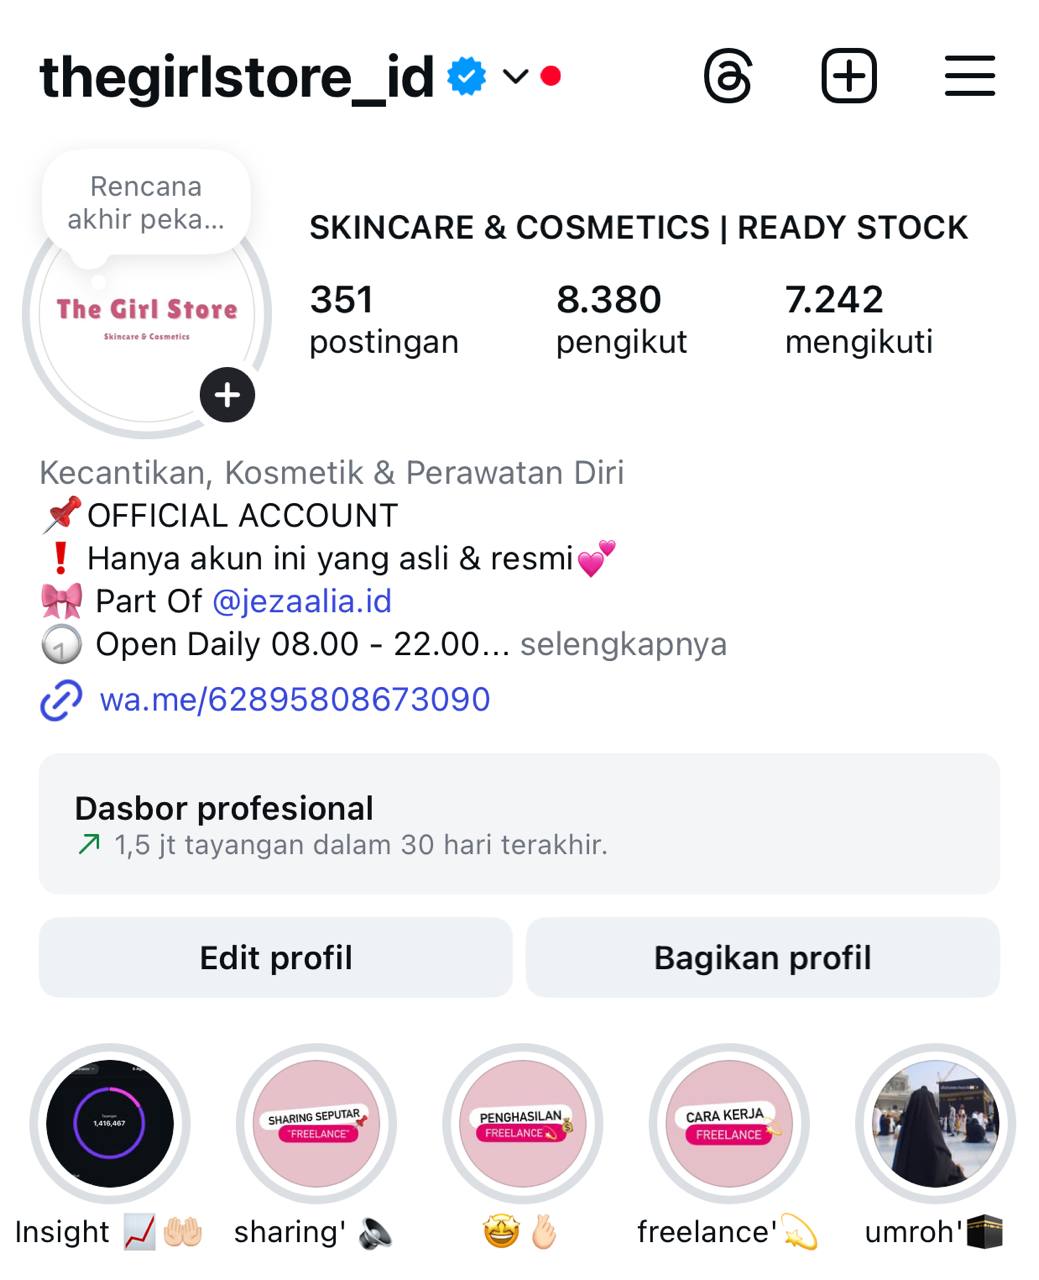 thegirlstore_id
Rencana
akhir peka...
SKINCARE & COSMETICS | READY STOCK
The Girl Store
Skincare & Cosmetics
351 8.380 7.242
postingan pengikut mengikuti
Kecantikan, Kosmetik & Perawatan Diri
📌OFFICIAL ACCOUNT
❗ Hanya akun ini yang asli & resmi💕
🎀 Part Of @jezaalia.id
🕢 Open Daily 08.00 - 22.00... selengkapnya
wa.me/62895808673090
Dasbor profesional
1,5 jt tayangan dalam 30 hari terakhir.
Edit profil Bagikan profil
1,416,467
SHARING SEPUTAR
"FREELANCE"
PENGHASILAN
FREELANCE
CARA KERJA
FREELANCE
Insight 📈🤲🏻 sharing' 🔈 🤩🫰🏻 freelance'💫 umroh'🕋